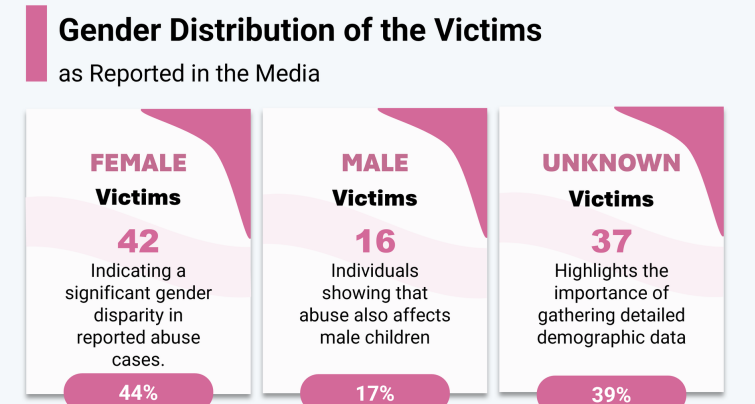 Gender Distribution of the Victims
as Reported in the Media
FEMALE
Victims
42
Indicating a
significant gender
disparity in
reported abuse
cases.
44%
MALE
Victims
16
Individuals
showing that
abuse also affects
male children
17%
UNKNOWN
Victims
37
Highlights the
importance of
gathering detailed
demographic data
39%